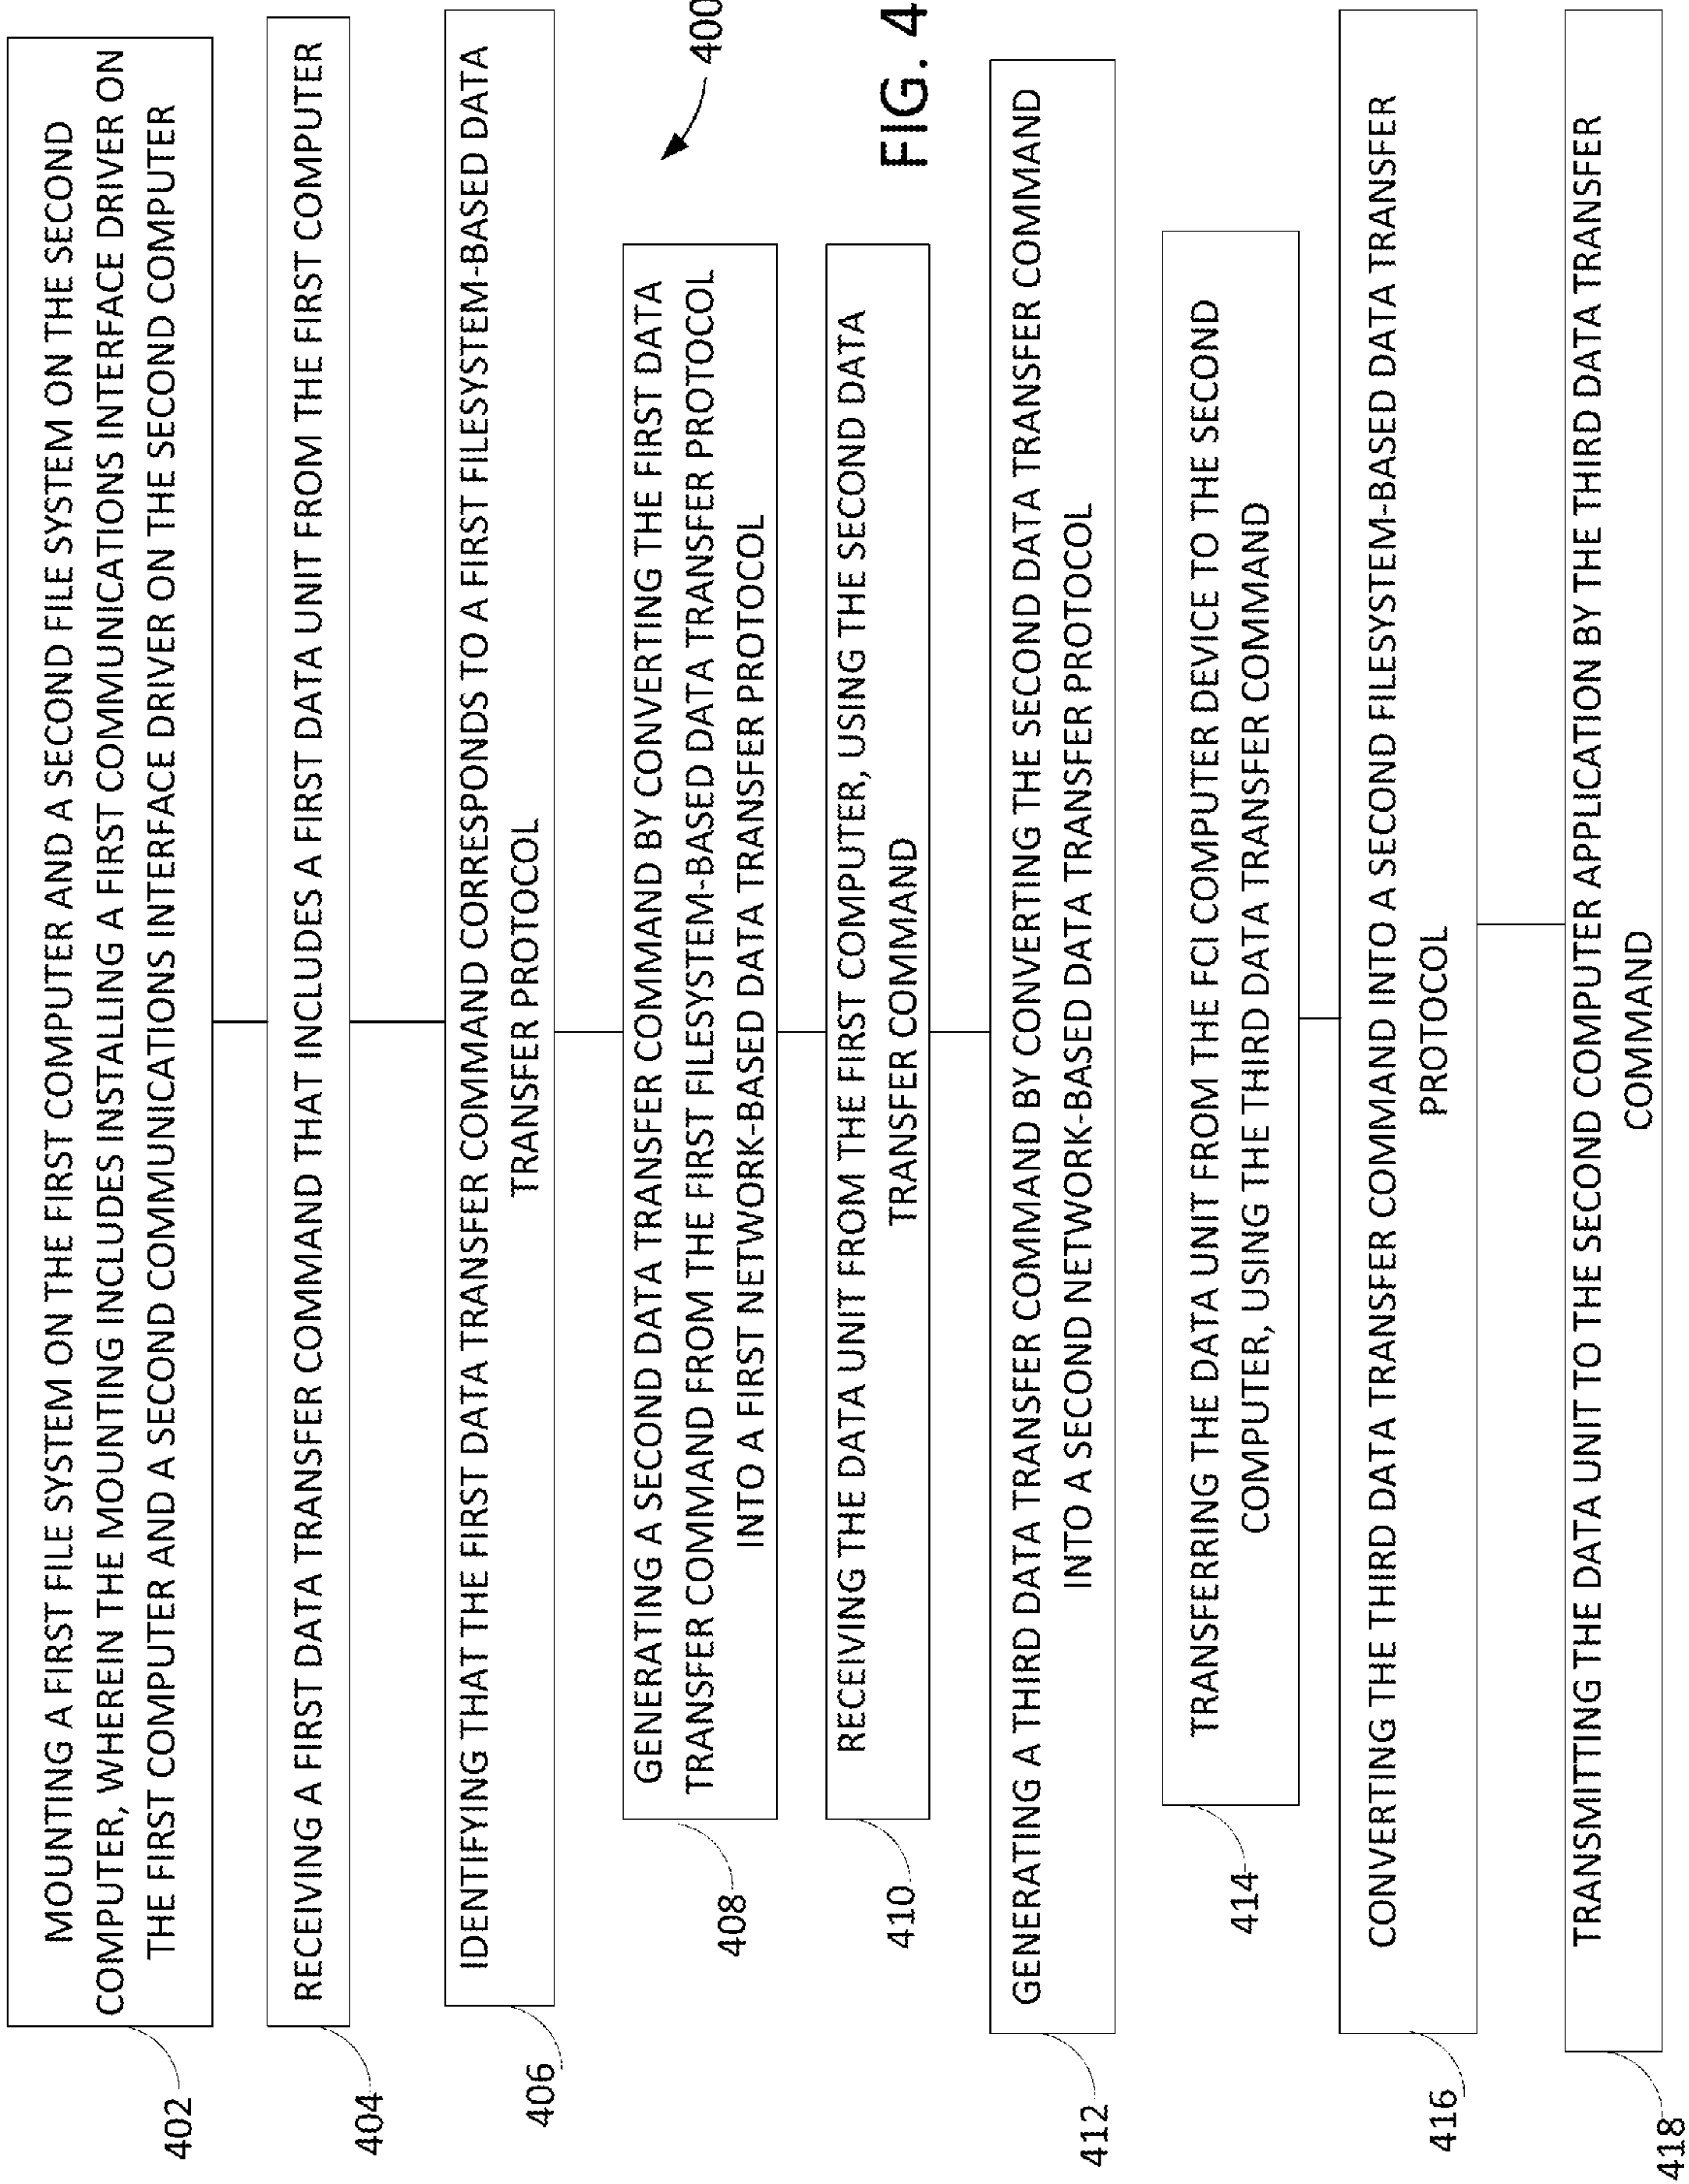 MOUNTING A FIRST FILE SYSTEM ON THE FIRST COMPUTER AND A SECOND FILE SYSTEM ON THE SECOND
COMPUTER, WHEREIN THE MOUNTING INCLUDES INSTALLING A FIRST COMMUNICATIONS INTERFACE DRIVER ON
THE FIRST COMPUTER AND A SECOND COMMUNICATIONS INTERFACE DRIVER ON THE SECOND COMPUTER
402
RECEIVING A FIRST DATA TRANSFER COMMAND THAT INCLUDES A FIRST DATA UNIT FROM THE FIRST COMPUTER
404
IDENTIFYING THAT THE FIRST DATA TRANSFER COMMAND CORRESPONDS TO A FIRST FILESYSTEM-BASED DATA
TRANSFER PROTOCOL
406
GENERATING A SECOND DATA TRANSFER COMMAND BY CONVERTING THE FIRST DATA
TRANSFER COMMAND FROM THE FIRST FILESYSTEM-BASED DATA TRANSFER PROTOCOL
INTO A FIRST NETWORK-BASED DATA TRANSFER PROTOCOL
408
400
RECEIVING THE DATA UNIT FROM THE FIRST COMPUTER, USING THE SECOND DATA
TRANSFER COMMAND
410
FIG. 4
GENERATING A THIRD DATA TRANSFER COMMAND BY CONVERTING THE SECOND DATA TRANSFER COMMAND
INTO A SECOND NETWORK-BASED DATA TRANSFER PROTOCOL
412
TRANSFERRING THE DATA UNIT FROM THE FCI COMPUTER DEVICE TO THE SECOND
COMPUTER, USING THE THIRD DATA TRANSFER COMMAND
414
CONVERTING THE THIRD DATA TRANSFER COMMAND INTO A SECOND FILESYSTEM-BASED DATA TRANSFER
PROTOCOL
416
TRANSMITTING THE DATA UNIT TO THE SECOND COMPUTER APPLICATION BY THE THIRD DATA TRANSFER
COMMAND
418